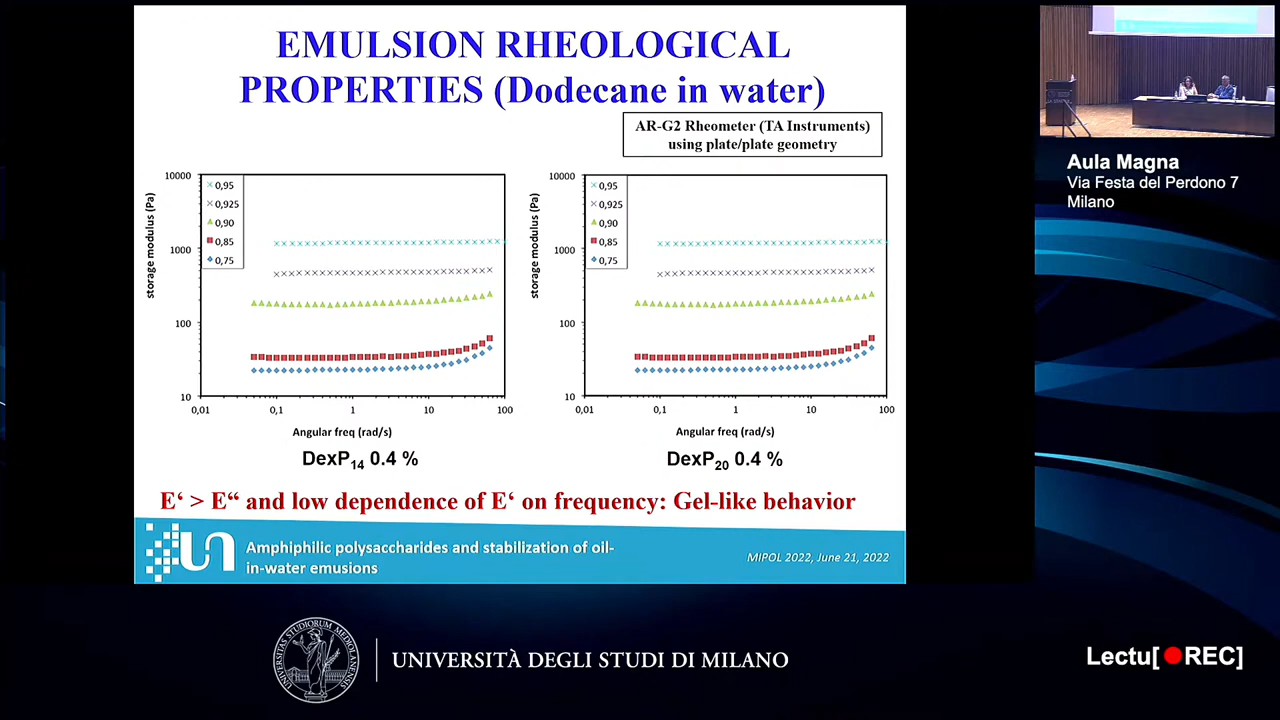 EMULSION RHEOLOGICAL
PROPERTIES (Dodecane in water)
AR-G2 Rheometer (TA Instruments)
using plate/plate geometry
storage modulus (Pa)
10000
1000
100
10
0,95
0,925
0,90
0,85
0,75
0,01
0,1
1
10
100
Angular freq (rad/s)
DexP14 0.4 %
storage modulus (Pa)
10000
1000
100
10
0,95
0,925
0,90
0,85
0,75
0,01
0,1
1
10
100
Angular freq (rad/s)
DexP20 0.4 %
E‘ > E“ and low dependence of E‘ on frequency: Gel-like behavior
Amphiphilic polysaccharides and stabilization of oil-
in-water emusions
MIPOL 2022, June 21, 2022
Aula Magna
Via Festa del Perdono 7
Milano
UNIVERSITÀ DEGLI STUDI DI MILANO
Lectu[REC]